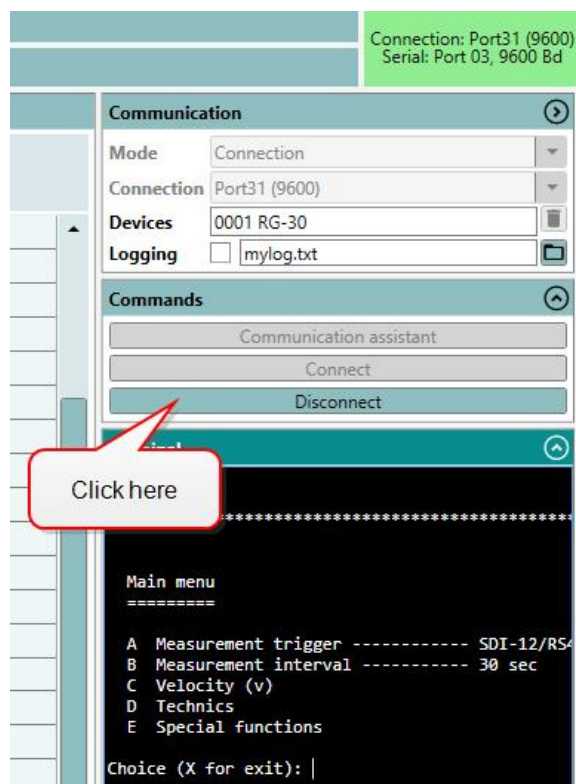 Connection: Port31 (9600)
Serial: Port 03, 9600 Bd
Communication
Mode Connection
Connection Port31 (9600)
Devices 0001 RG-30
Logging mylog.txt
Commands
Communication assistant
Connect
Disconnect
Click here
*************************************
Main menu
=========
A Measurement trigger ------------ SDI-12/RS4
B Measurement interval ----------- 30 sec
C Velocity (v)
D Technics
E Special functions
Choice (X for exit): |